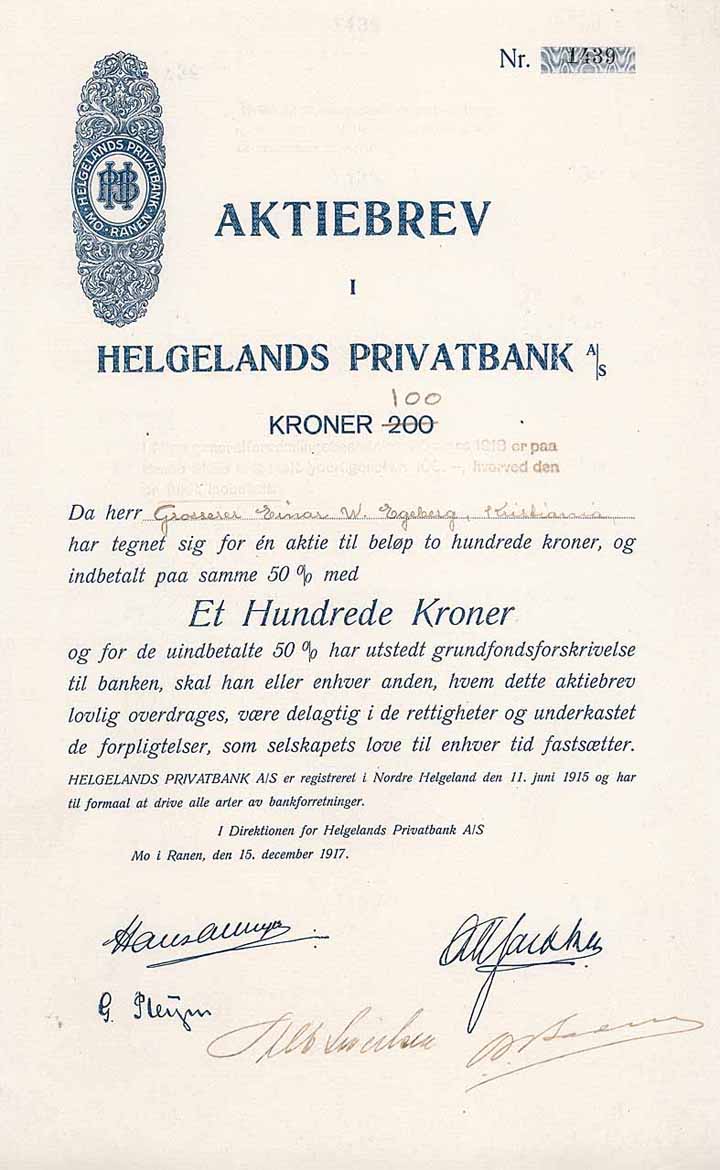 Nr. 1439
HELGELANDS PRIVATBANK
HPB
MO · RANEN
AKTIEBREV
I
HELGELANDS PRIVATBANK A/S
100
KRONER 200
1918 er paa
hvorved den
Da herr Grosserer Einar W. Egeberg, Kristiania,
har tegnet sig for én aktie til beløp to hundrede kroner, og
indbetalt paa samme 50 % med
Et Hundrede Kroner
og for de uindbetalte 50 % har utstedt grundfondsforskrivelse
til banken, skal han eller enhver anden, hvem dette aktiebrev
lovlig overdrages, være delagtig i de rettigheter og underkastet
de forpligtelser, som selskapets love til enhver tid fastsætter.
HELGELANDS PRIVATBANK A/S er registreret i Nordre Helgeland den 11. juni 1915 og har
til formaal at drive alle arter av bankforretninger.
I Direktionen for Helgelands Privatbank A/S
Mo i Ranen, den 15. december 1917.
G.